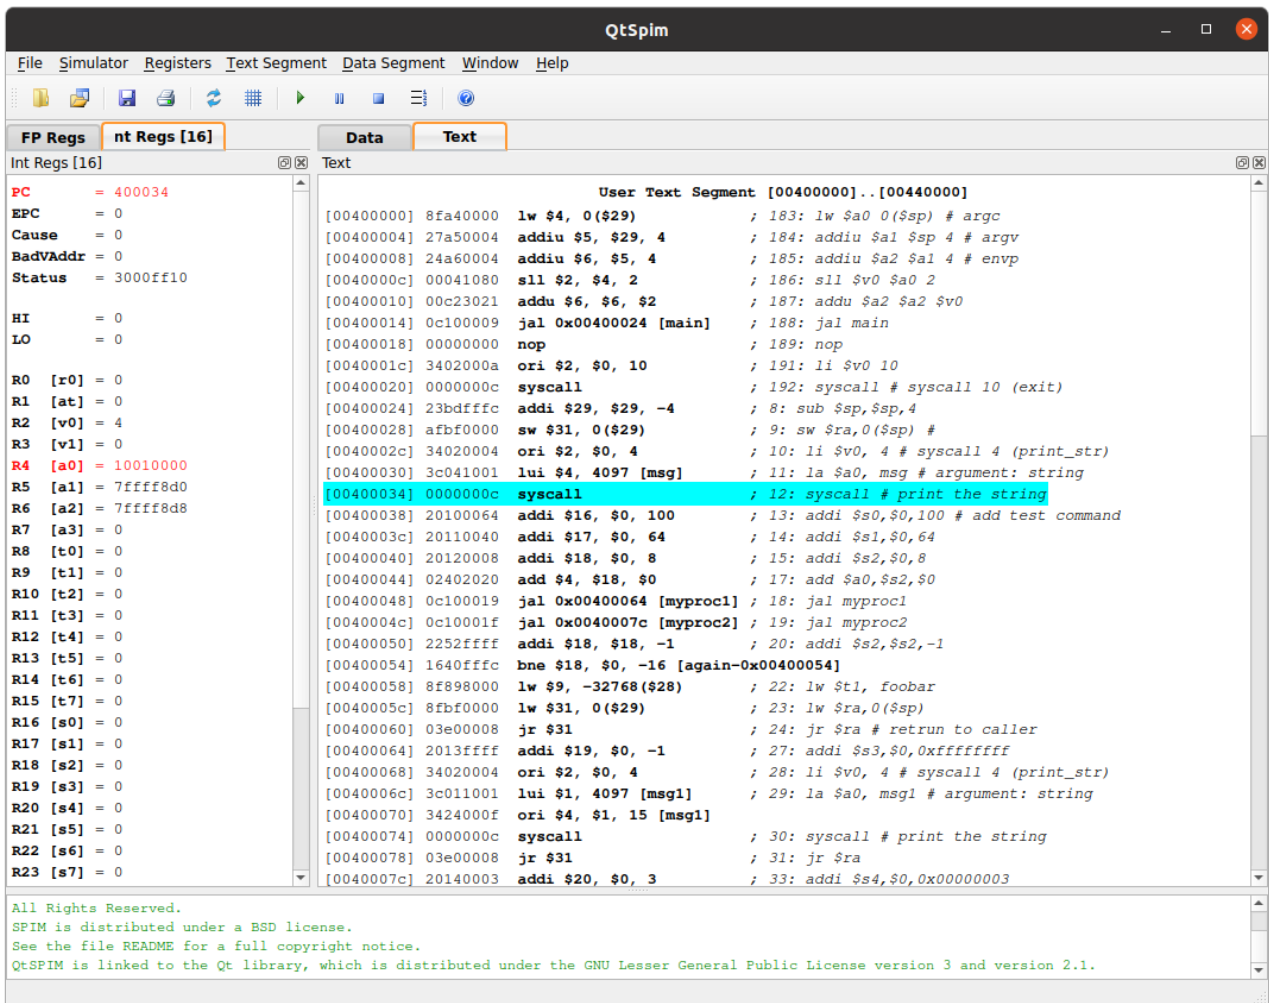 QtSpim
File Simulator Registers Text Segment Data Segment Window Help
FP Regs nt Regs [16] Data Text
Int Regs [16]
PC = 400034
EPC = 0
Cause = 0
BadVAddr = 0
Status = 3000ff10
HI = 0
LO = 0
R0 [r0] = 0
R1 [at] = 0
R2 [v0] = 4
R3 [v1] = 0
R4 [a0] = 10010000
R5 [a1] = 7ffff8d0
R6 [a2] = 7ffff8d8
R7 [a3] = 0
R8 [t0] = 0
R9 [t1] = 0
R10 [t2] = 0
R11 [t3] = 0
R12 [t4] = 0
R13 [t5] = 0
R14 [t6] = 0
R15 [t7] = 0
R16 [s0] = 0
R17 [s1] = 0
R18 [s2] = 0
R19 [s3] = 0
R20 [s4] = 0
R21 [s5] = 0
R22 [s6] = 0
R23 [s7] = 0
Text
User Text Segment [00400000]..[00440000]
[00400000] 8fa40000 lw $4, 0($29) ; 183: lw $a0 0($sp) # argc
[00400004] 27a50004 addiu $5, $29, 4 ; 184: addiu $a1 $sp 4 # argv
[00400008] 24a60004 addiu $6, $5, 4 ; 185: addiu $a2 $a1 4 # envp
[0040000c] 00041080 sll $2, $4, 2 ; 186: sll $v0 $a0 2
[00400010] 00c23021 addu $6, $6, $2 ; 187: addu $a2 $a2 $v0
[00400014] 0c100009 jal 0x00400024 [main] ; 188: jal main
[00400018] 00000000 nop ; 189: nop
[0040001c] 3402000a ori $2, $0, 10 ; 191: li $v0 10
[00400020] 0000000c syscall ; 192: syscall # syscall 10 (exit)
[00400024] 23bdfffc addi $29, $29, -4 ; 8: sub $sp,$sp,4
[00400028] afbf0000 sw $31, 0($29) ; 9: sw $ra,0($sp) #
[0040002c] 34020004 ori $2, $0, 4 ; 10: li $v0, 4 # syscall 4 (print_str)
[00400030] 3c041001 lui $4, 4097 [msg] ; 11: la $a0, msg # argument: string
[00400034] 0000000c syscall ; 12: syscall # print the string
[00400038] 20100064 addi $16, $0, 100 ; 13: addi $s0,$0,100 # add test command
[0040003c] 20110040 addi $17, $0, 64 ; 14: addi $s1,$0,64
[00400040] 20120008 addi $18, $0, 8 ; 15: addi $s2,$0,8
[00400044] 02402020 add $4, $18, $0 ; 17: add $a0,$s2,$0
[00400048] 0c100019 jal 0x00400064 [myproc1] ; 18: jal myproc1
[0040004c] 0c10001f jal 0x0040007c [myproc2] ; 19: jal myproc2
[00400050] 2252ffff addi $18, $18, -1 ; 20: addi $s2,$s2,-1
[00400054] 1640fffc bne $18, $0, -16 [again-0x00400054]
[00400058] 8f898000 lw $9, -32768($28) ; 22: lw $t1, foobar
[0040005c] 8fbf0000 lw $31, 0($29) ; 23: lw $ra,0($sp)
[00400060] 03e00008 jr $31 ; 24: jr $ra # retrun to caller
[00400064] 2013ffff addi $19, $0, -1 ; 27: addi $s3,$0,0xffffffff
[00400068] 34020004 ori $2, $0, 4 ; 28: li $v0, 4 # syscall 4 (print_str)
[0040006c] 3c011001 lui $1, 4097 [msg1] ; 29: la $a0, msg1 # argument: string
[00400070] 3424000f ori $4, $1, 15 [msg1]
[00400074] 0000000c syscall ; 30: syscall # print the string
[00400078] 03e00008 jr $31 ; 31: jr $ra
[0040007c] 20140003 addi $20, $0, 3 ; 33: addi $s4,$0,0x00000003
All Rights Reserved.
SPIM is distributed under a BSD license.
See the file README for a full copyright notice.
QtSPIM is linked to the Qt library, which is distributed under the GNU Lesser General Public License version 3 and version 2.1.